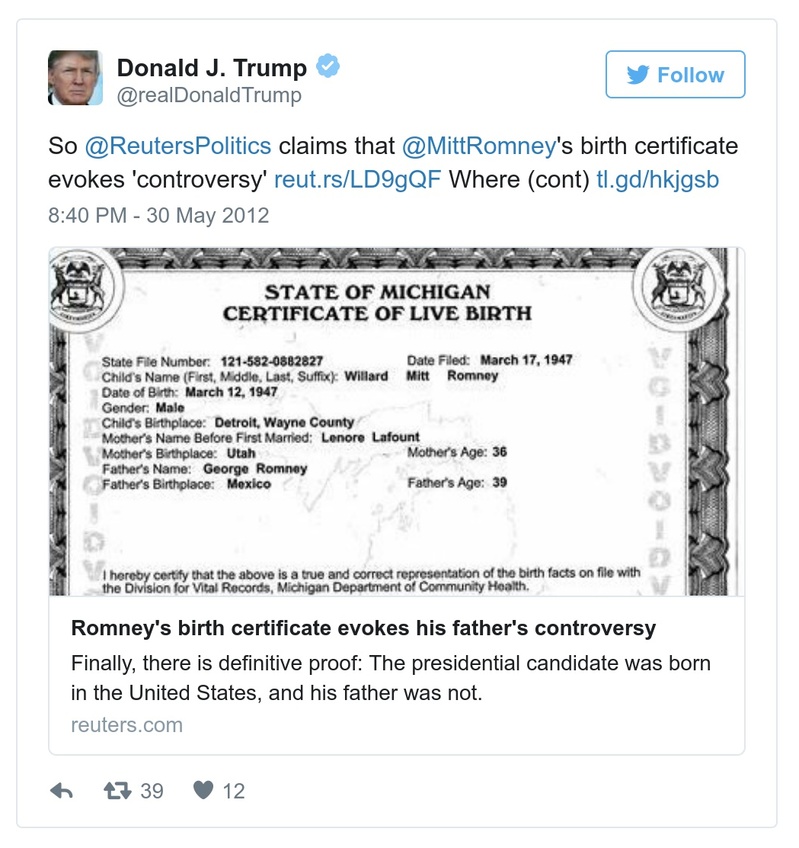 Donald J. Trump
@realDonaldTrump
Follow
So @ReutersPolitics claims that @MittRomney's birth certificate
evokes 'controversy' reut.rs/LD9gQF Where (cont) tl.gd/hkjgsb
8:40 PM - 30 May 2012
STATE OF MICHIGAN
CERTIFICATE OF LIVE BIRTH
State File Number: 121-582-0882827 Date Filed: March 17, 1947
Child's Name (First, Middle, Last, Suffix): Willard Mitt Romney
Date of Birth: March 12, 1947
Gender: Male
Child's Birthplace: Detroit, Wayne County
Mother's Name Before First Married: Lenore Lafount
Mother's Birthplace: Utah Mother's Age: 36
Father's Name: George Romney
Father's Birthplace: Mexico Father's Age: 39
I hereby certify that the above is a true and correct representation of the birth facts on file with
the Division for Vital Records, Michigan Department of Community Health.
Romney's birth certificate evokes his father's controversy
Finally, there is definitive proof: The presidential candidate was born
in the United States, and his father was not.
reuters.com
39 12